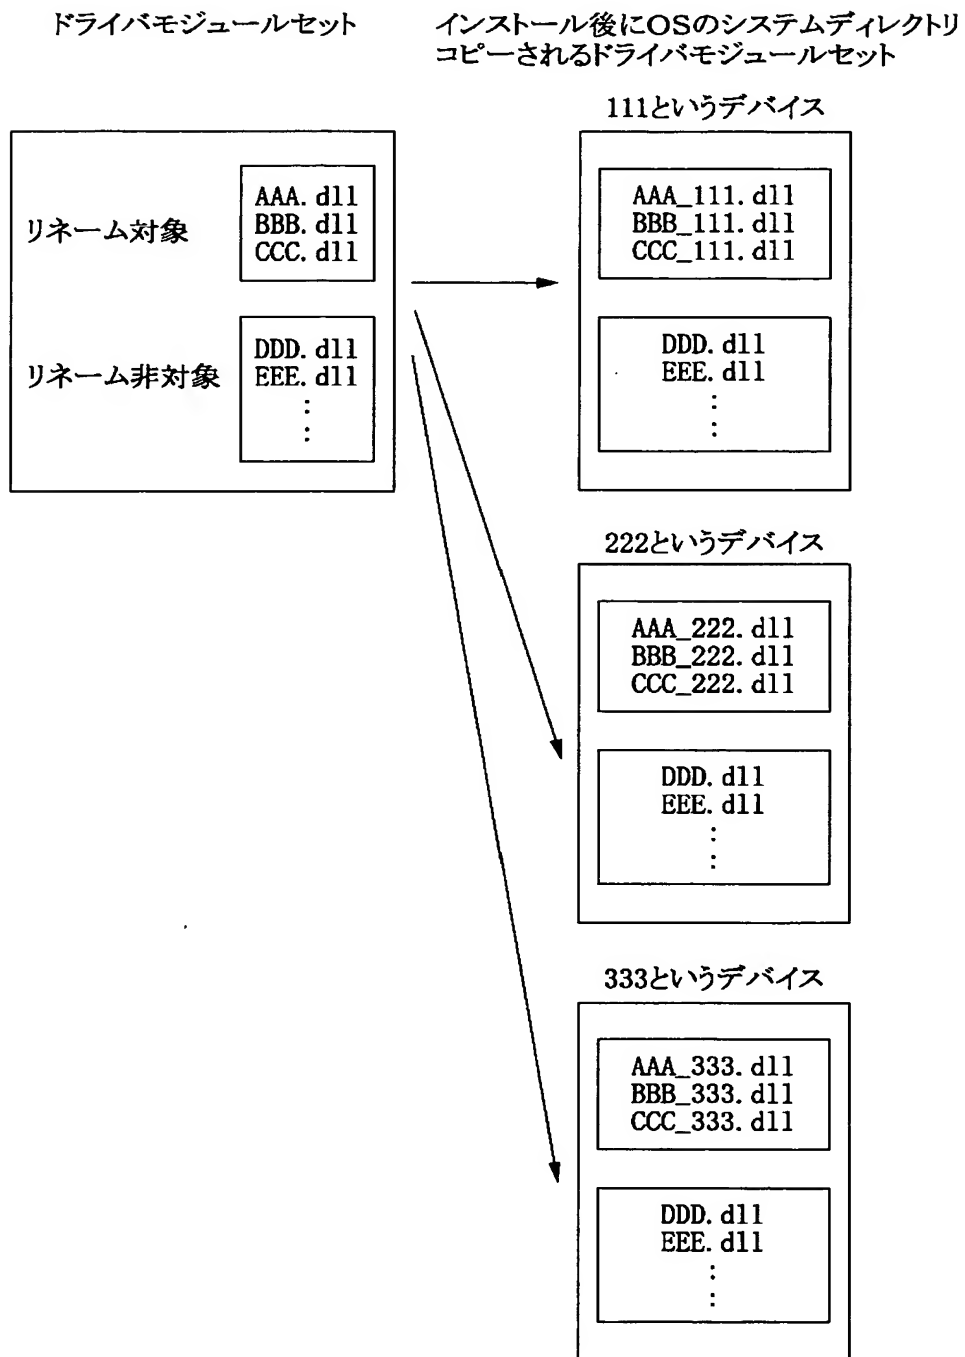 ドライバモジュールセット
インストール後にOSのシステムディレクトリ
コピーされるドライバモジュールセット
リネーム対象
AAA.dll
BBB.dll
CCC.dll
リネーム非対象
DDD.dll
EEE.dll
:
:
111というデバイス
AAA_111.dll
BBB_111.dll
CCC_111.dll
DDD.dll
EEE.dll
:
:
222というデバイス
AAA_222.dll
BBB_222.dll
CCC_222.dll
DDD.dll
EEE.dll
:
:
333というデバイス
AAA_333.dll
BBB_333.dll
CCC_333.dll
DDD.dll
EEE.dll
:
: